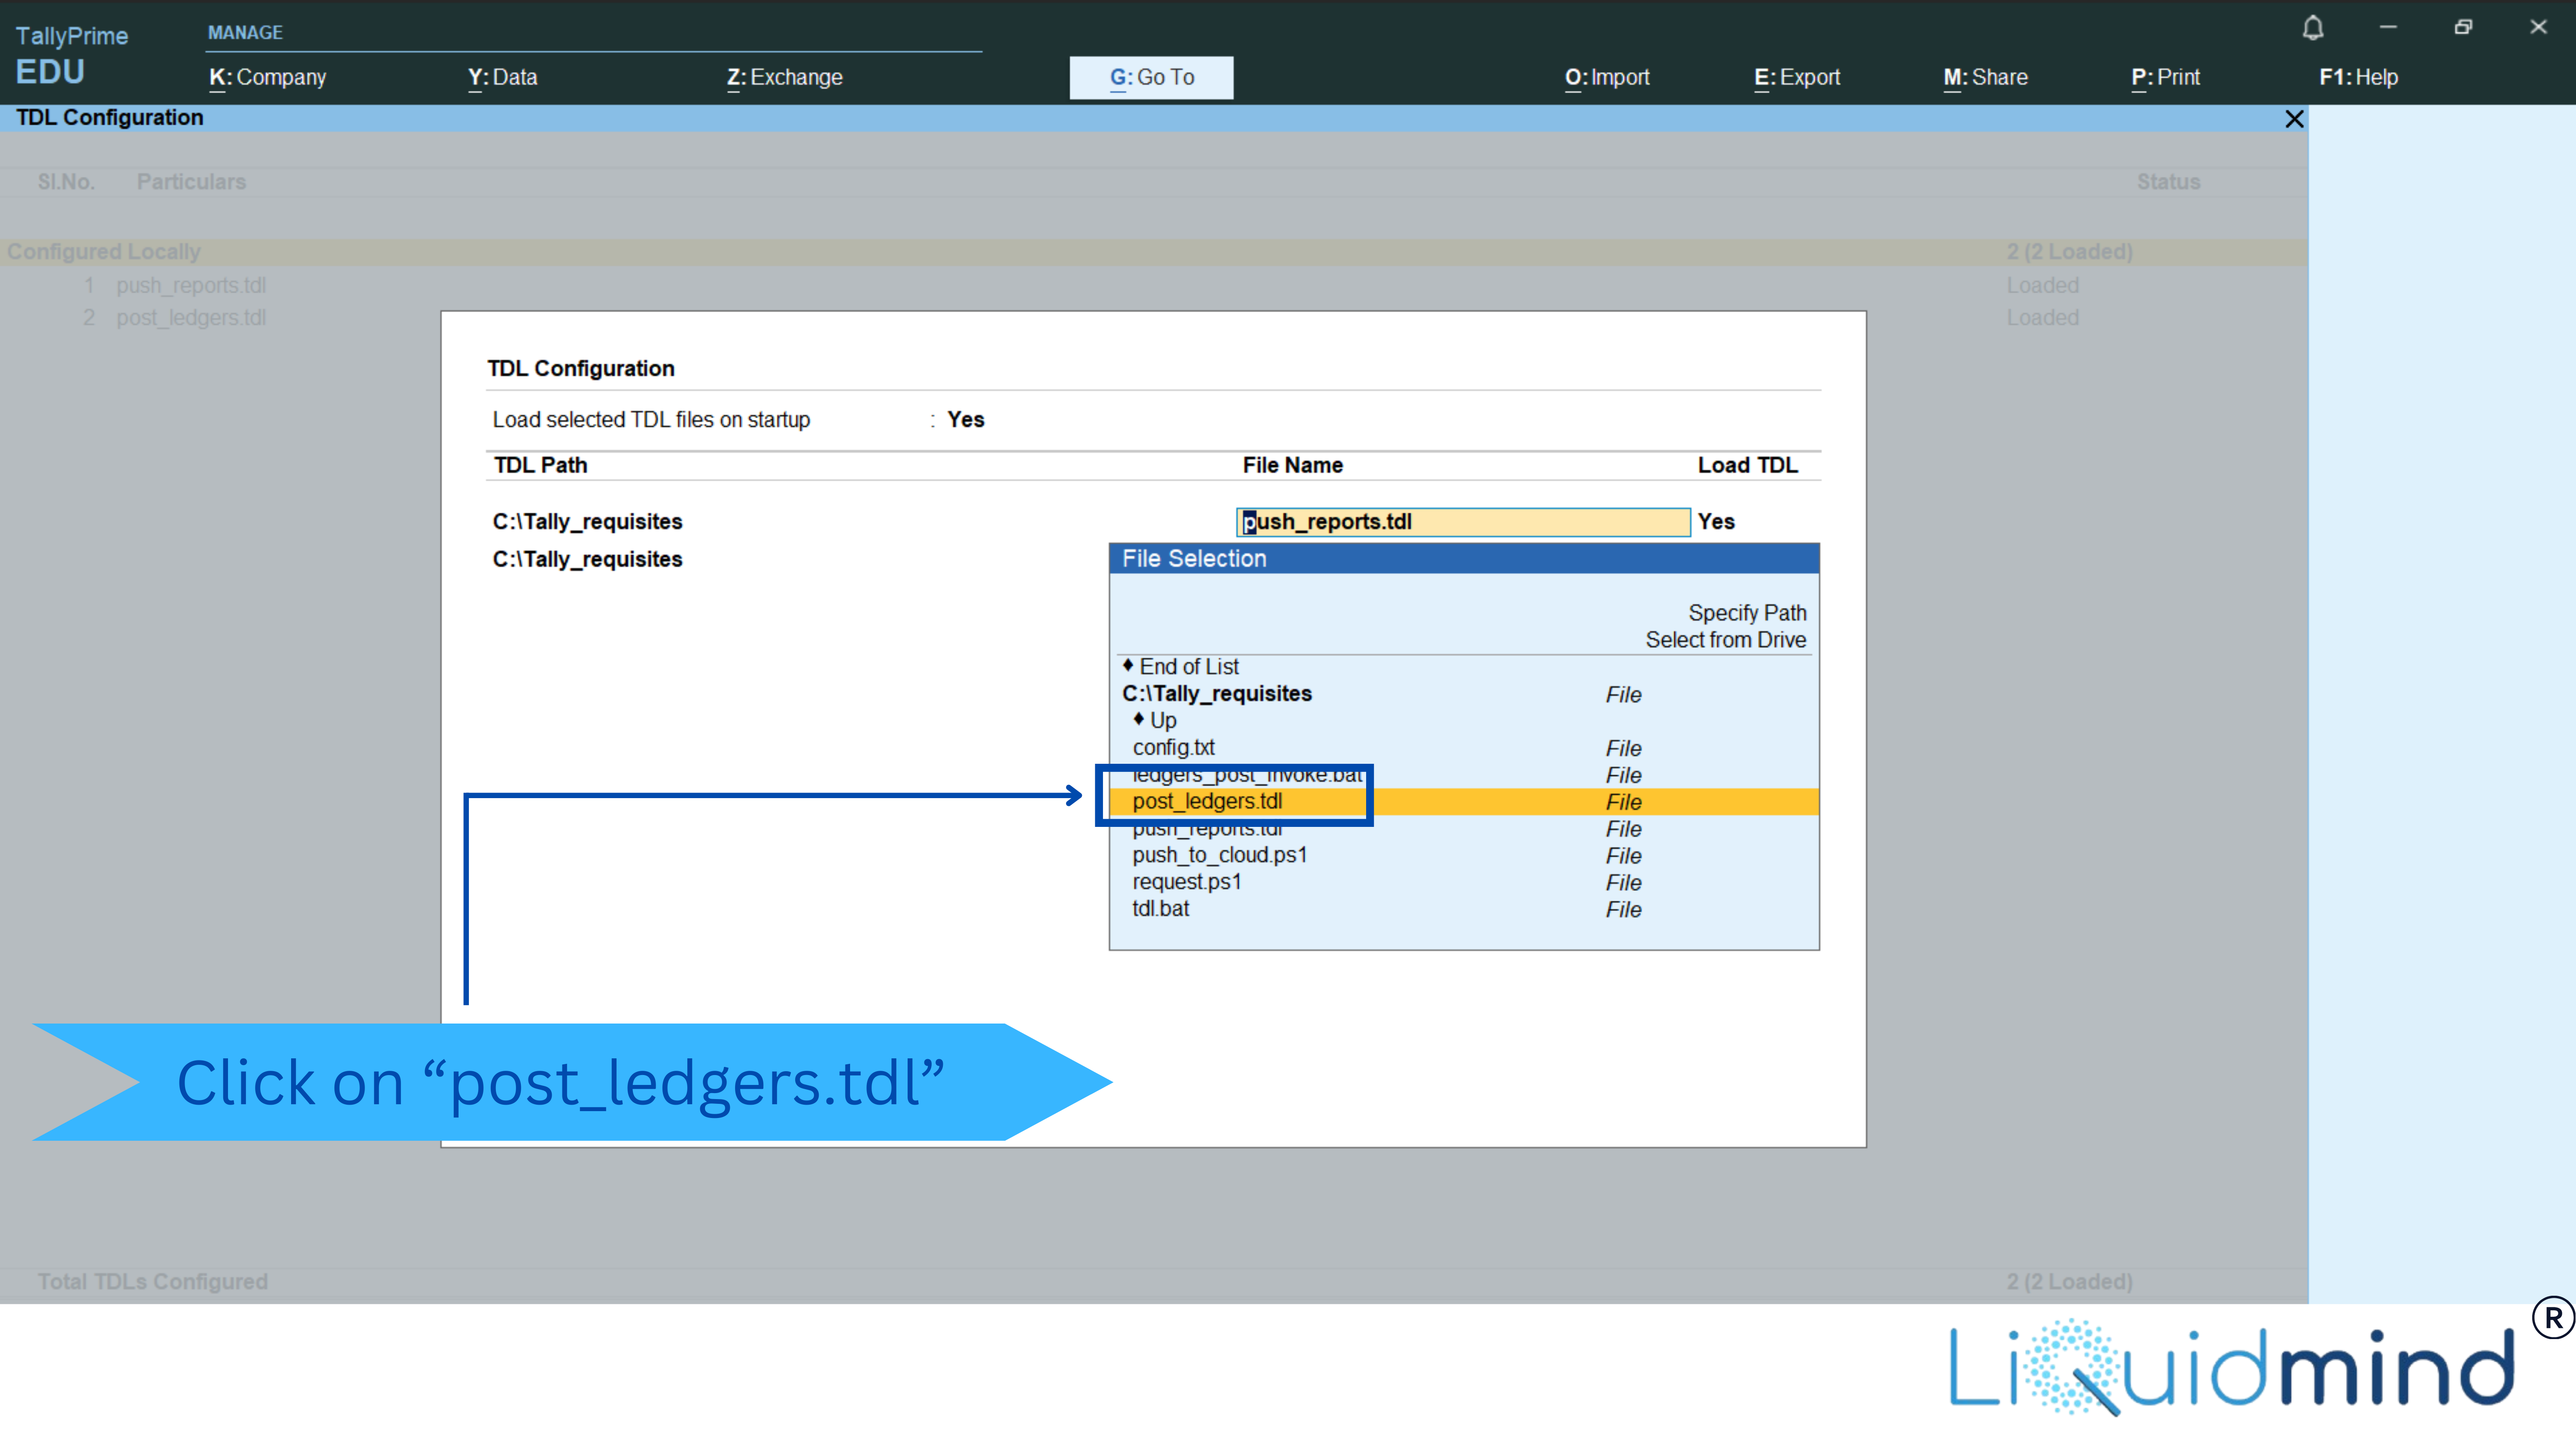 TallyPrime
EDU
MANAGE
K: Company
Y: Data
Z: Exchange
G: Go To
O: Import
E: Export
M: Share
P: Print
F1: Help
TDL Configuration
Sl.No. Particulars Status
Configured Locally 2 (2 Loaded)
1 push_reports.tdl Loaded
2 post_ledgers.tdl Loaded
TDL Configuration
Load selected TDL files on startup : Yes
TDL Path File Name Load TDL
C:\Tally_requisites push_reports.tdl Yes
C:\Tally_requisites
File Selection
Specify Path
Select from Drive
♦ End of List
C:\Tally_requisites File
♦ Up
config.txt File
ledgers_post_invoke.bat File
post_ledgers.tdl File
push_reports.tdl File
push_to_cloud.ps1 File
request.ps1 File
tdl.bat File
Click on “post_ledgers.tdl”
Total TDLs Configured 2 (2 Loaded)
LiQuidmind ®